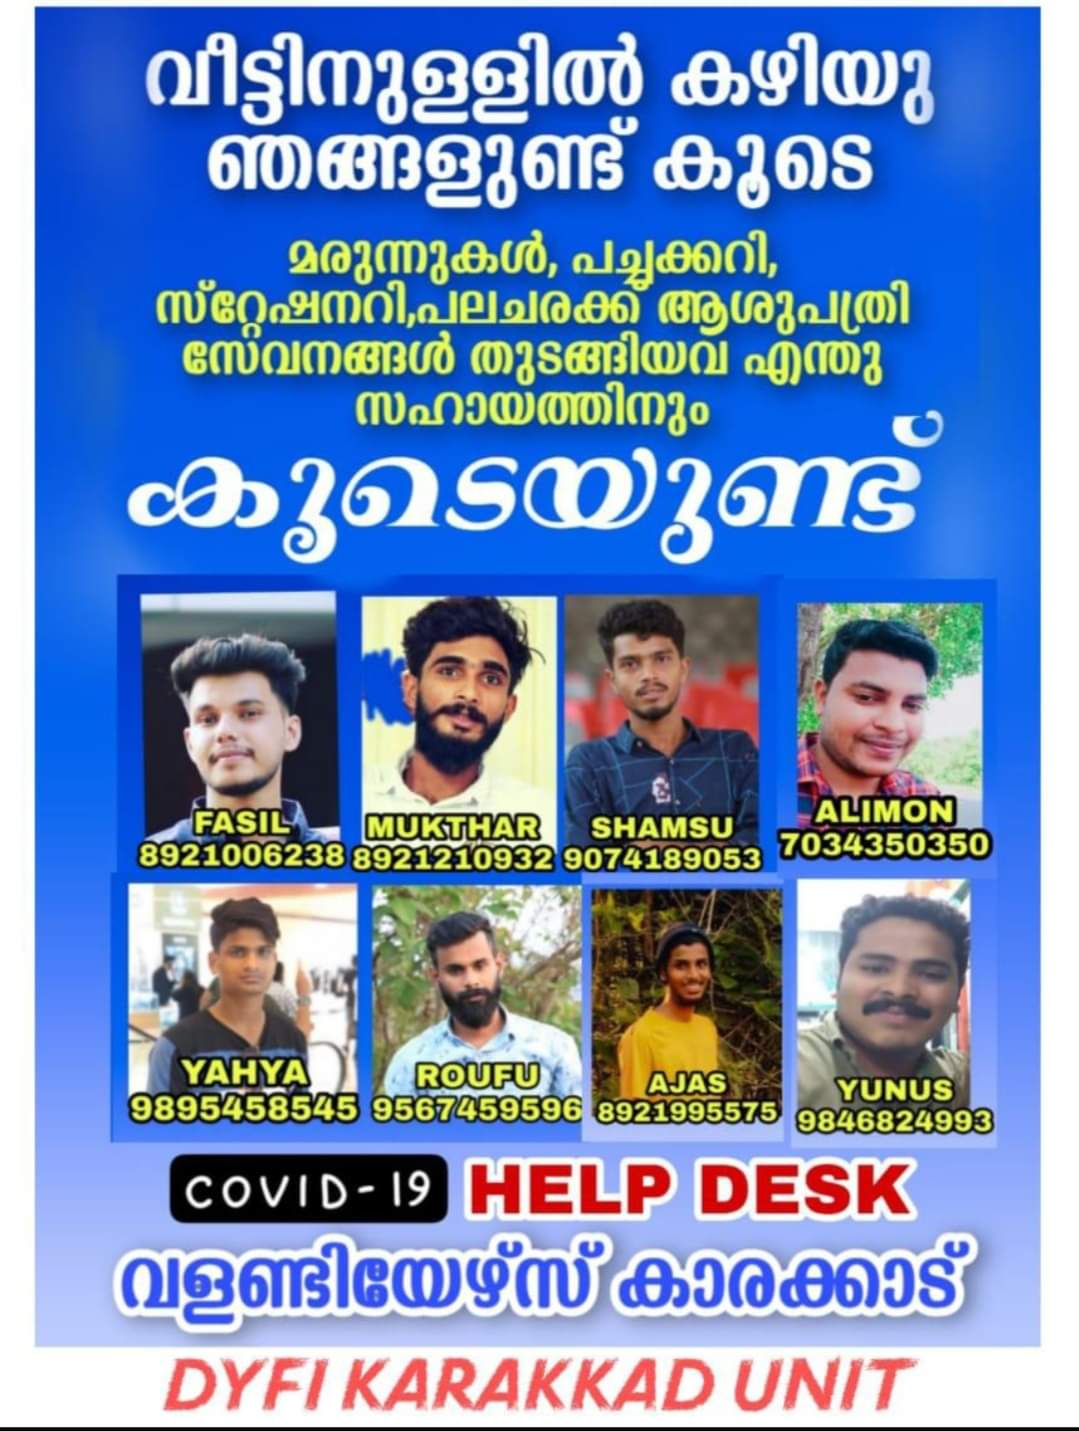 വീട്ടിനുള്ളിൽ കഴിയു
ഞങ്ങളുണ്ട് കൂടെ
മരുന്നുകൾ, പച്ചക്കറി,
സ്റ്റേഷനറി,പലചരക്ക് ആശുപത്രി
സേവനങ്ങൾ തുടങ്ങിയവ എന്തു
സഹായത്തിനും
കൂടെയുണ്ട്
FASIL
8921006238
MUKTHAR
8921210932
SHAMSU
9074189053
ALIMON
7034350350
YAHYA
9895458545
ROUFU
9567459596
AJAS
8921995575
YUNUS
9846824993
COVID-19 HELP DESK
വളണ്ടിയേഴ്സ് കാരക്കാട്
DYFI KARAKKAD UNIT